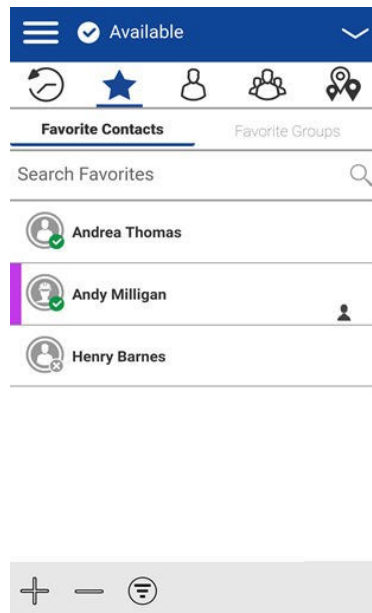 Available
Favorite Contacts Favorite Groups
Search Favorites
Andrea Thomas
Andy Milligan
Henry Barnes